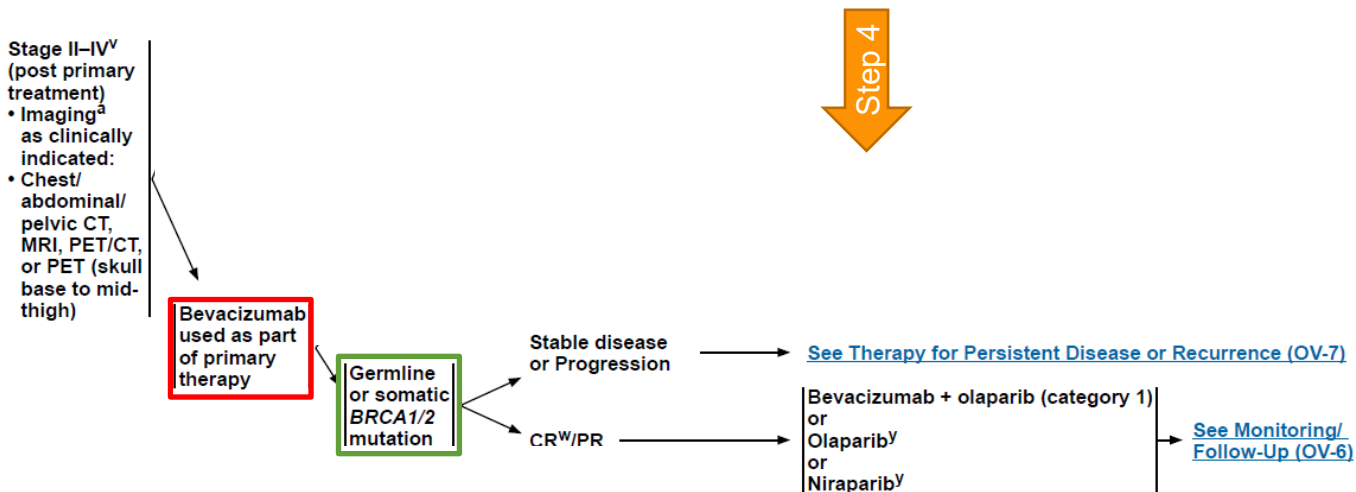 Step 4
Stage II–IVv
(post primary
treatment)
• Imaginga
as clinically
indicated:
• Chest/
abdominal/
pelvic CT,
MRI, PET/CT,
or PET (skull
base to mid-
thigh)
Bevacizumab
used as part
of primary
therapy
Germline
or somatic
BRCA1/2
mutation
Stable disease
or Progression
See Therapy for Persistent Disease or Recurrence (OV-7)
CRw/PR
Bevacizumab + olaparib (category 1)
or
Olapariby
or
Nirapariby
See Monitoring/
Follow-Up (OV-6)